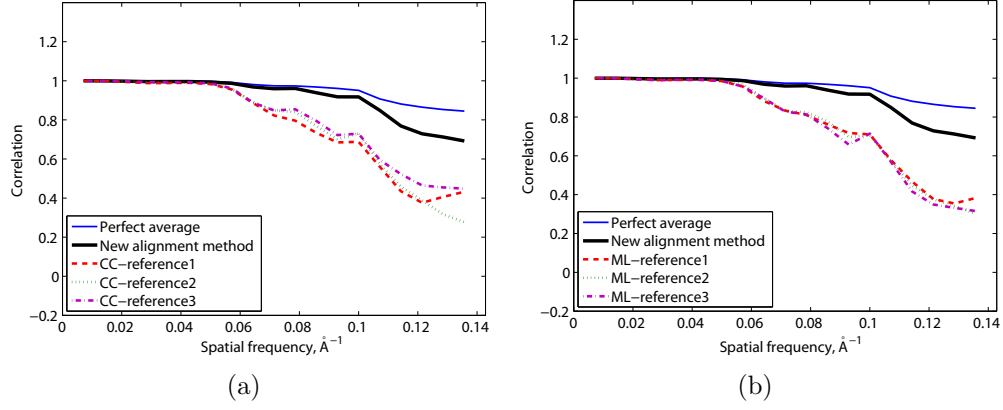 1.2
1
0.8
0.6
0.4
0.2
0
−0.2
Correlation
Perfect average
New alignment method
CC−reference1
CC−reference2
CC−reference3
0
0.02
0.04
0.06
0.08
0.1
0.12
0.14
Spatial frequency, Å⁻¹
(a)
1.2
1
0.8
0.6
0.4
0.2
0
−0.2
Correlation
Perfect average
New alignment method
ML−reference1
ML−reference2
ML−reference3
0
0.02
0.04
0.06
0.08
0.1
0.12
0.14
Spatial frequency, Å⁻¹
(b)